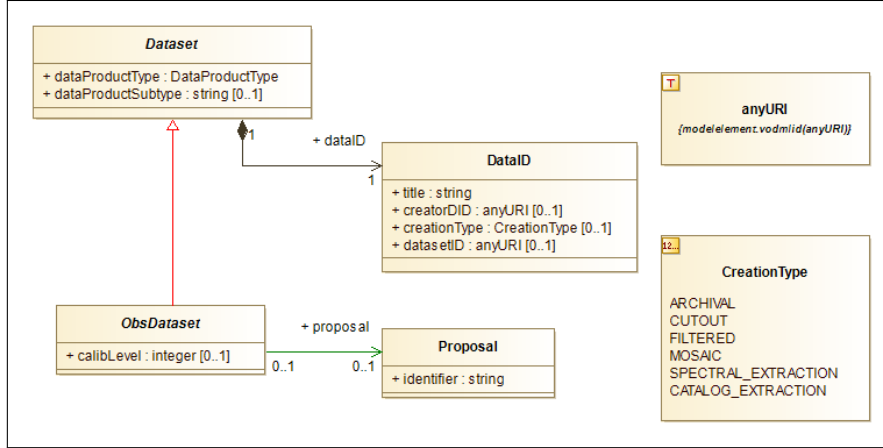 Dataset
+ dataProductType : DataProductType
+ dataProductSubtype : string [0..1]
1
+ dataID
1
DataID
+ title : string
+ creatorDID : anyURI [0..1]
+ creationType : CreationType [0..1]
+ datasetID : anyURI [0..1]
T
anyURI
{modelelement.vodmlid(anyURI)}
ObsDataset
+ calibLevel : integer [0..1]
+ proposal
0..1
0..1
Proposal
+ identifier : string
12...
CreationType
ARCHIVAL
CUTOUT
FILTERED
MOSAIC
SPECTRAL_EXTRACTION
CATALOG_EXTRACTION